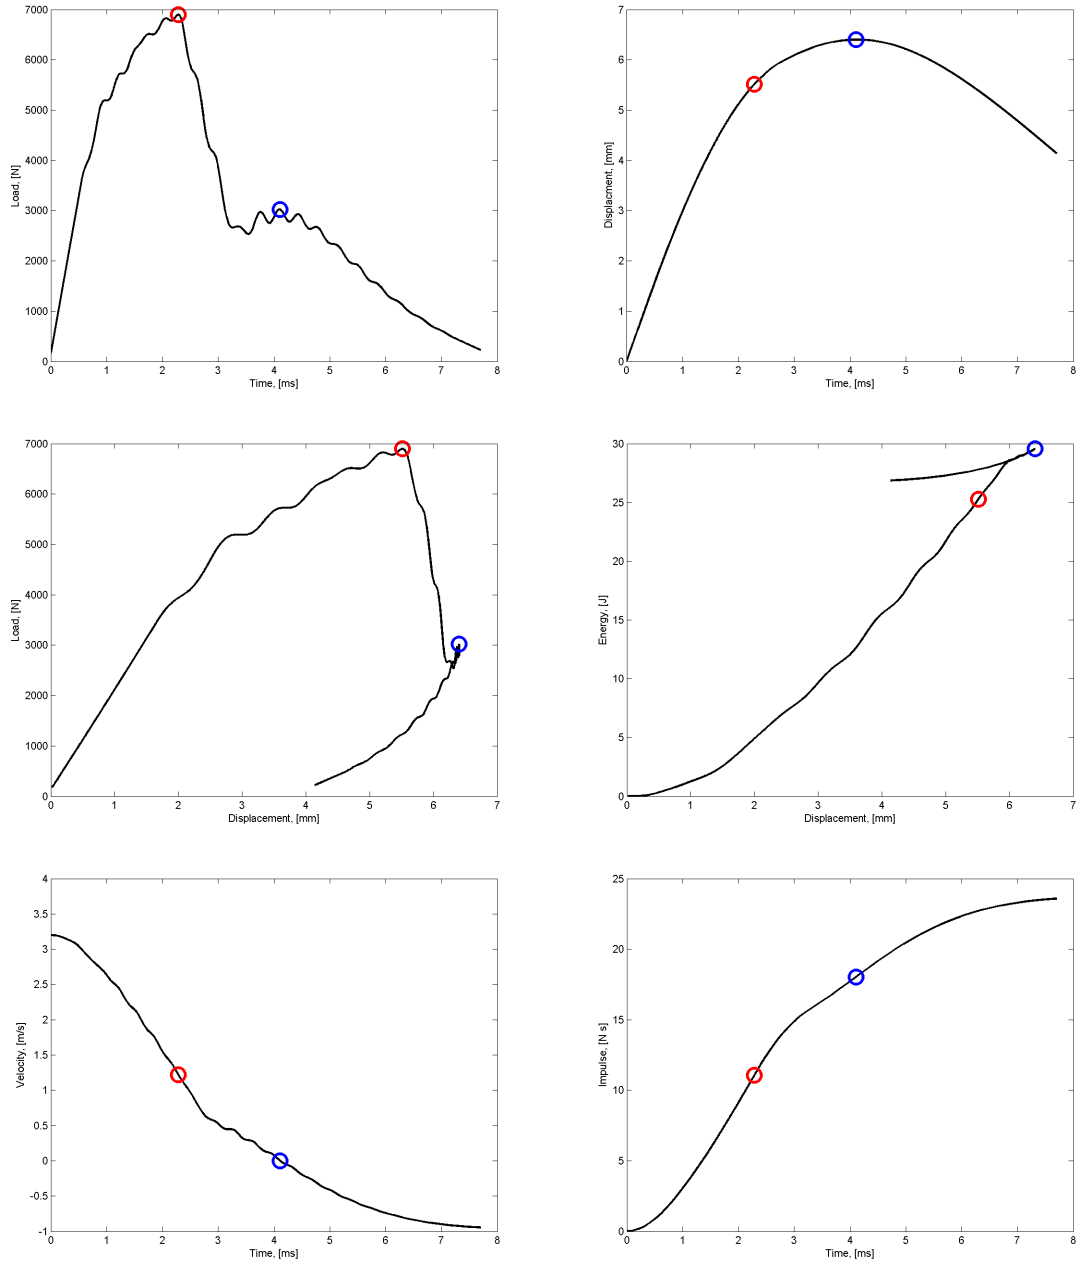 7000
6000
5000
4000
3000
2000
1000
0
0 1 2 3 4 5 6 7 8
Load, [N]
Time, [ms]
7
6
5
4
3
2
1
0
0 1 2 3 4 5 6 7 8
Displacment, [mm]
Time, [ms]
7000
6000
5000
4000
3000
2000
1000
0
0 1 2 3 4 5 6 7
Load, [N]
Displacement, [mm]
30
25
20
15
10
5
0
0 1 2 3 4 5 6 7
Energy, [J]
Displacement, [mm]
4
3.5
3
2.5
2
1.5
1
0.5
0
-0.5
-1
0 1 2 3 4 5 6 7 8
Velocity, [m/s]
Time, [ms]
25
20
15
10
5
0
0 1 2 3 4 5 6 7 8
Impulse, [N s]
Time, [ms]